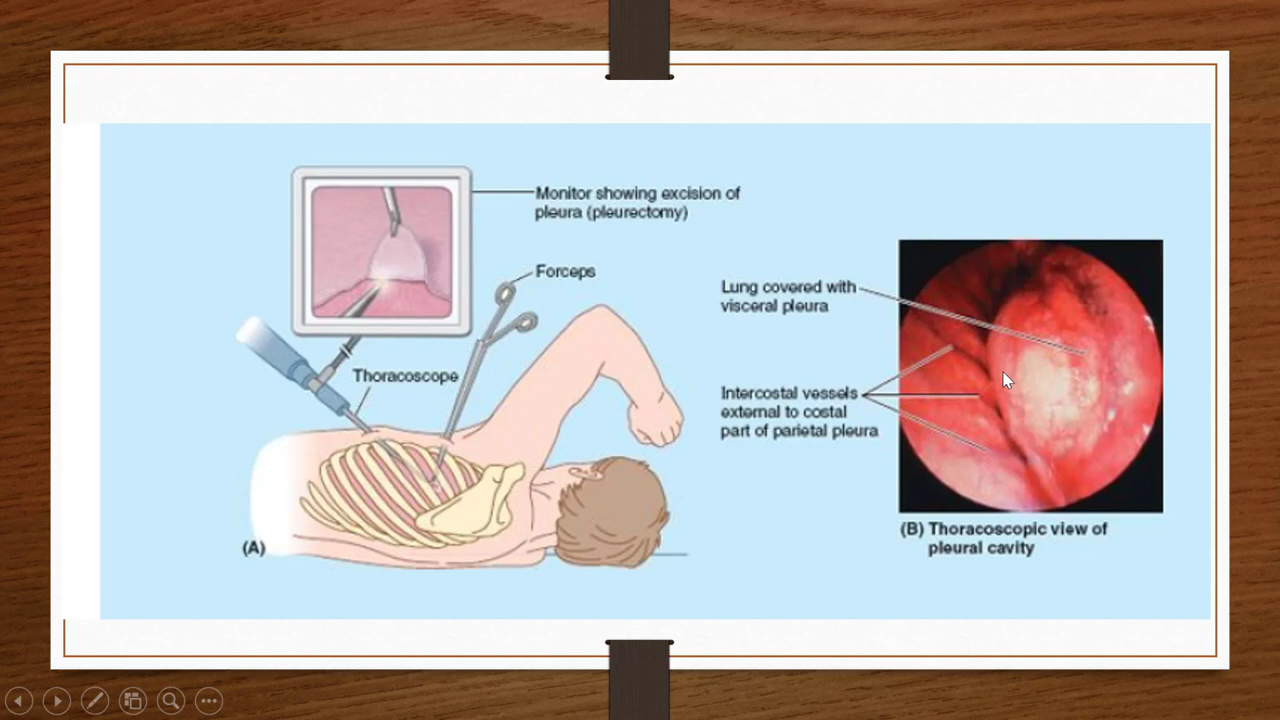 Monitor showing excision of
pleura (pleurectomy)
Forceps
Thoracoscope
(A)
Lung covered with
visceral pleura
Intercostal vessels
external to costal
part of parietal pleura
(B) Thoracoscopic view of
pleural cavity